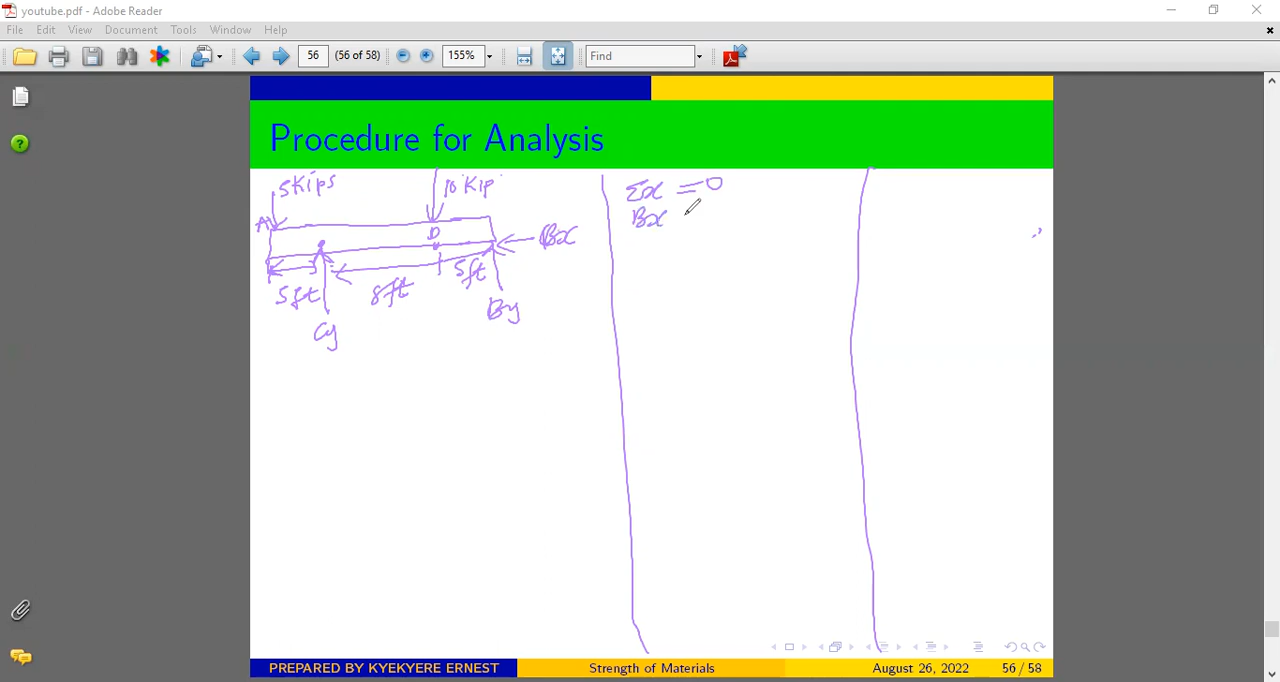 youtube.pdf - Adobe Reader
File Edit View Document Tools Window Help
56 (56 of 58) 155% Find
Procedure for Analysis
5Kips
10 Kip
A
D
Bx
5ft
8ft
5ft
By
Cy
Σx = 0
Bx
PREPARED BY KYEKYERE ERNEST Strength of Materials August 26, 2022 56 / 58